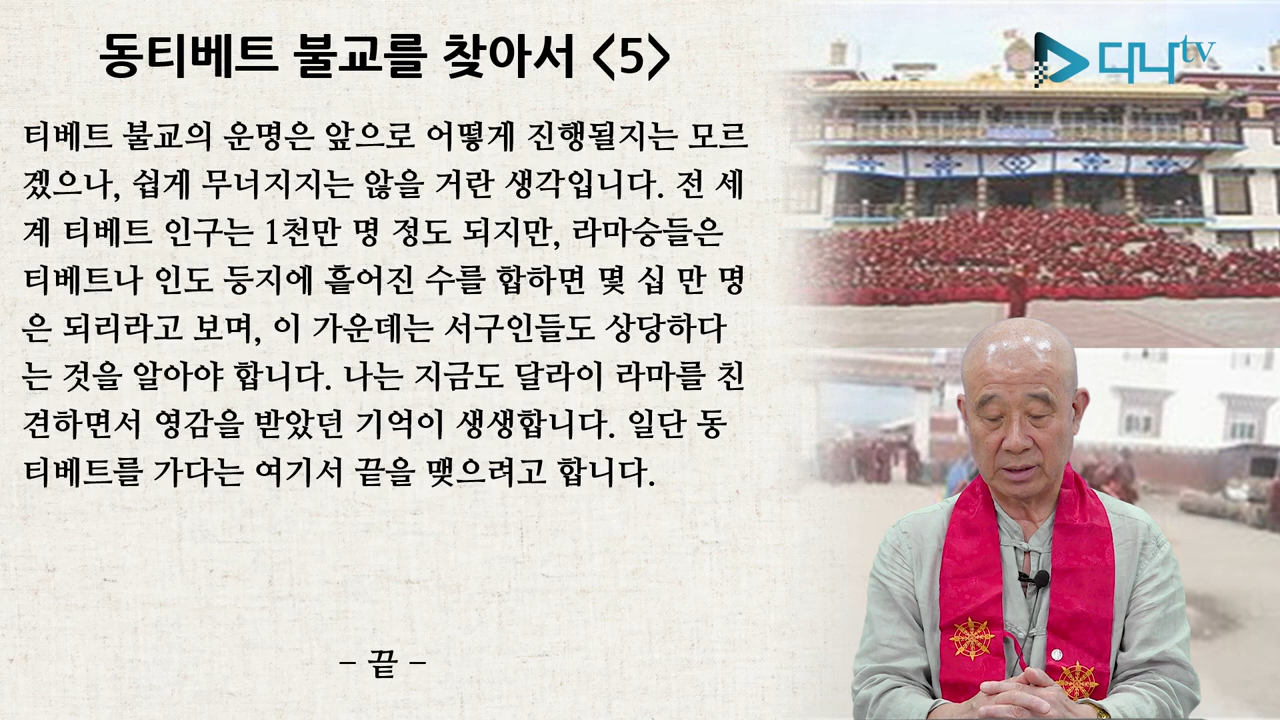 동티베트 불교를 찾아서 <5>
티베트 불교의 운명은 앞으로 어떻게 진행될지는 모르
겠으나, 쉽게 무너지지는 않을 거란 생각입니다. 전 세
계 티베트 인구는 1천만 명 정도 되지만, 라마승들은
티베트나 인도 등지에 흩어진 수를 합하면 몇 십 만 명
은 되리라고 보며, 이 가운데는 서구인들도 상당하다
는 것을 알아야 합니다. 나는 지금도 달라이 라마를 친
견하면서 영감을 받았던 기억이 생생합니다. 일단 동
티베트를 가다는 여기서 끝을 맺으려고 합니다.
- 끝 -
다나tv